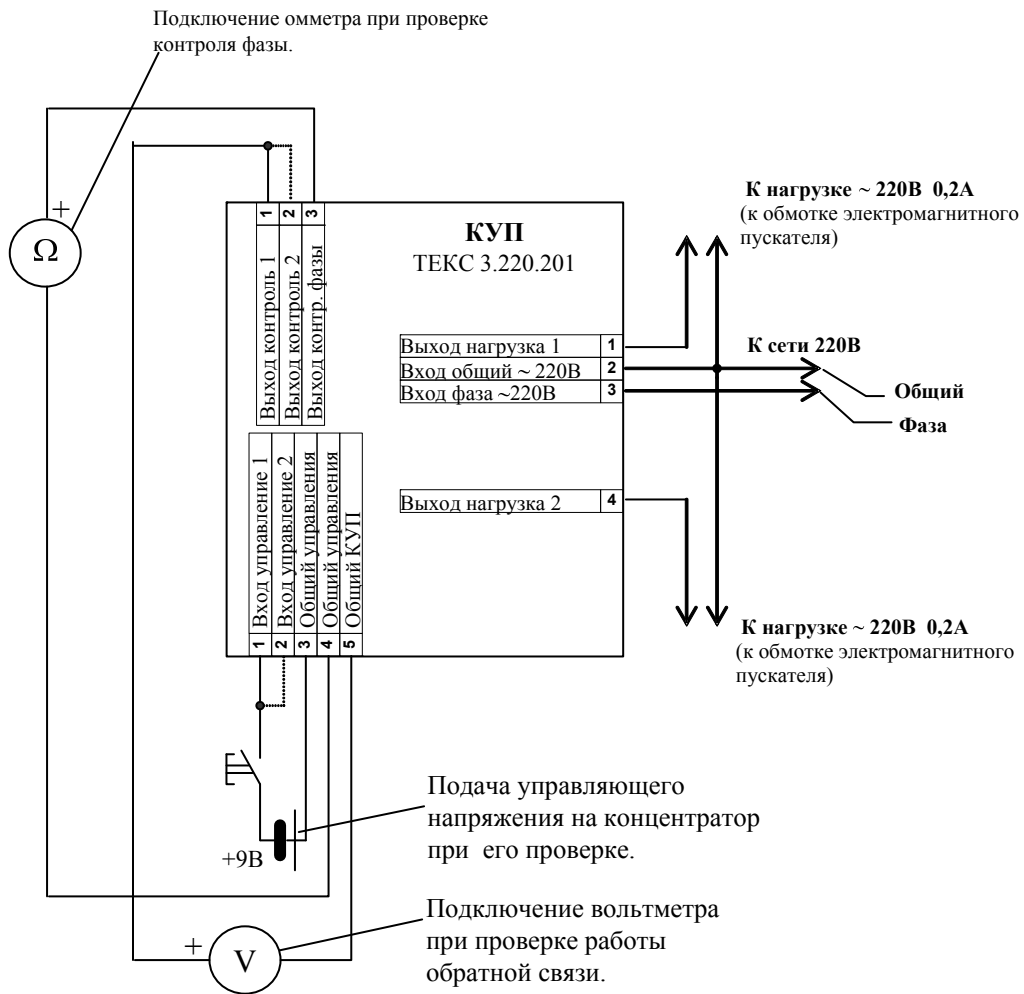 Подключение омметра при проверке
контроля фазы.
+
Ω
1
2
3
Выход контроль 1
Выход контроль 2
Выход контр. фазы
КУП
ТЕКС 3.220.201
К нагрузке ~ 220В 0,2А
(к обмотке электромагнитного
пускателя)
Выход нагрузка 1 1
Вход общий ~ 220В 2
Вход фаза ~220В 3
К сети 220В
Общий
Фаза
Выход нагрузка 2 4
Вход управление 1
Вход управление 2
Общий управления
Общий управления
Общий КУП
1
2
3
4
5
К нагрузке ~ 220В 0,2А
(к обмотке электромагнитного
пускателя)
+9В
Подача управляющего
напряжения на концентратор
при его проверке.
+
V
Подключение вольтметра
при проверке работы
обратной связи.